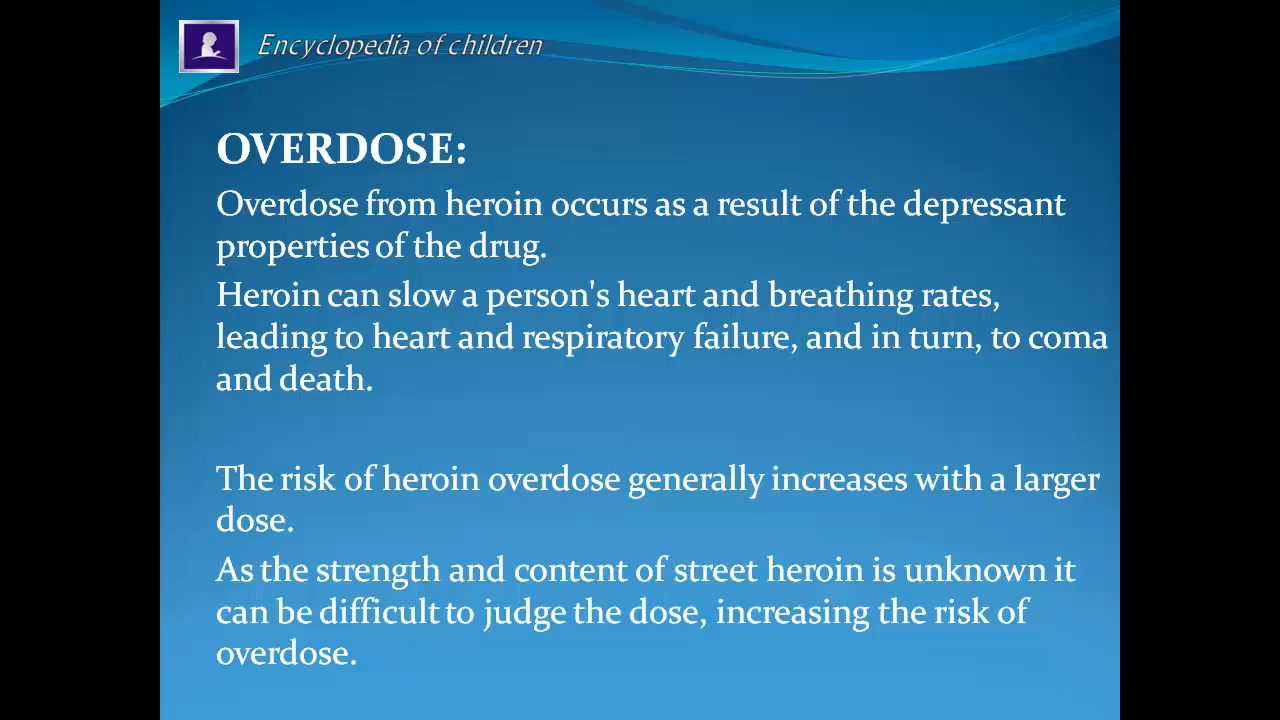 Encyclopedia of children
OVERDOSE:
Overdose from heroin occurs as a result of the depressant
properties of the drug.
Heroin can slow a person's heart and breathing rates,
leading to heart and respiratory failure, and in turn, to coma
and death.
The risk of heroin overdose generally increases with a larger
dose.
As the strength and content of street heroin is unknown it
can be difficult to judge the dose, increasing the risk of
overdose.